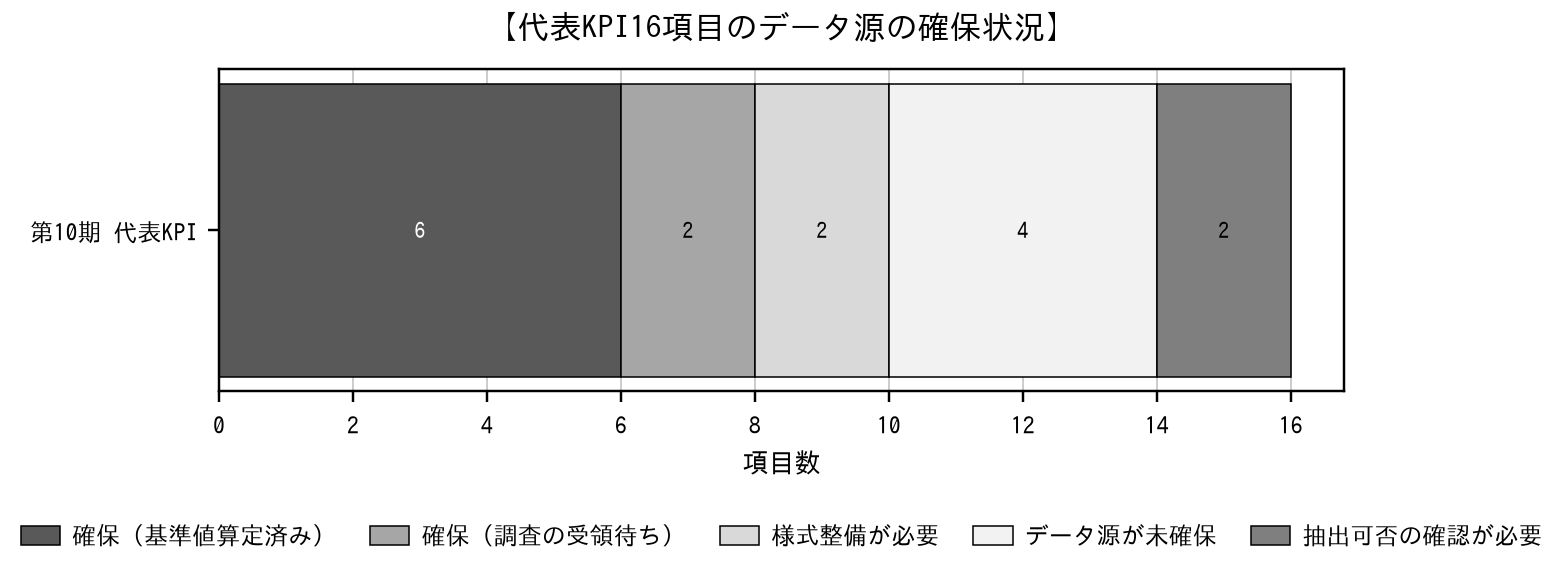 【代表KPI16項目のデータ源の確保状況】
第10期 代表KPI
6 2 2 4 2
0 2 4 6 8 10 12 14 16
項目数
確保（基準値算定済み） 確保（調査の受領待ち） 様式整備が必要 データ源が未確保 抽出可否の確認が必要